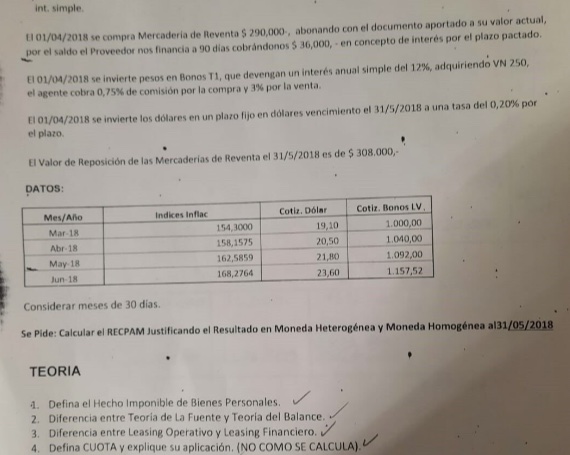 int. simple.
El 01/04/2018 se compra Mercadería de Reventa $ 290,000-, abonando con el documento aportado a su valor actual,
por el saldo el Proveedor nos financia a 90 dias cobrándonos $ 36,000, - en concepto de interés por el plazo pactado.
El 01/04/2018 se invierte pesos en Bonos T1, que devengan un interés anual simple del 12%, adquiriendo VN 250,
el agente cobra 0,75% de comisión por la compra y 3% por la venta.
El 01/04/2018 se invierte los dólares en un plazo fijo en dólares vencimiento el 31/5/2018 a una tasa del 0,20% por
el plazo.
El Valor de Reposición de las Mercaderías de Reventa el 31/5/2018 es de $ 308.000,-
DATOS:
Mes/Año Indices Inflac Cotiz. Dólar Cotiz. Bonos LV.
Mar-18 154,3000 19,10 1.000,00
Abr-18 158,1575 20,50 1.040,00
May-18 162,5859 21,80 1.092,00
Jun-18 168,2764 23,60 1.157,52
Considerar meses de 30 dias.
Se Pide: Calcular el RECPAM Justificando el Resultado en Moneda Heterogénea y Moneda Homogénea al31/05/2018
TEORIA
1. Defina el Hecho Imponible de Bienes Personales.
2. Diferencia entre Teoría de La Fuente y Teoría del Balance.
3. Diferencia entre Leasing Operativo y Leasing Financiero.
4. Defina CUOTA y explique su aplicación. (NO COMO SE CALCULA).